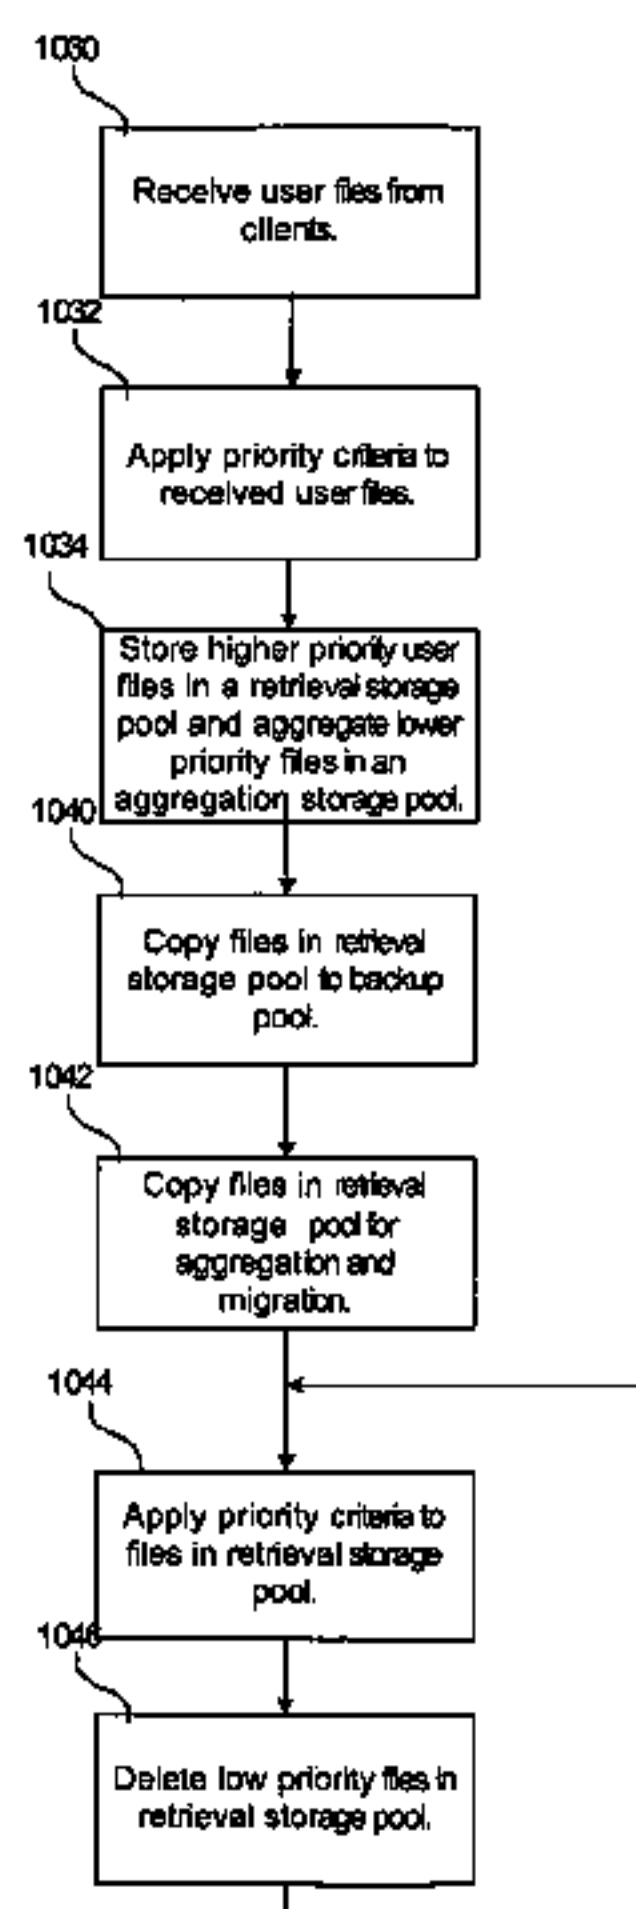 1030
Receive user files from
clients.
1032
Apply priority criteria to
received user files.
1034
Store higher priority user
files in a retrieval storage
pool and aggregate lower
priority files in an
aggregation storage pool.
1040
Copy files in retrieval
storage pool to backup
pool.
1042
Copy files in retrieval
storage pool for
aggregation and
migration.
1044
Apply priority criteria to
files in retrieval storage
pool.
1046
Delete low priority files in
retrieval storage pool.